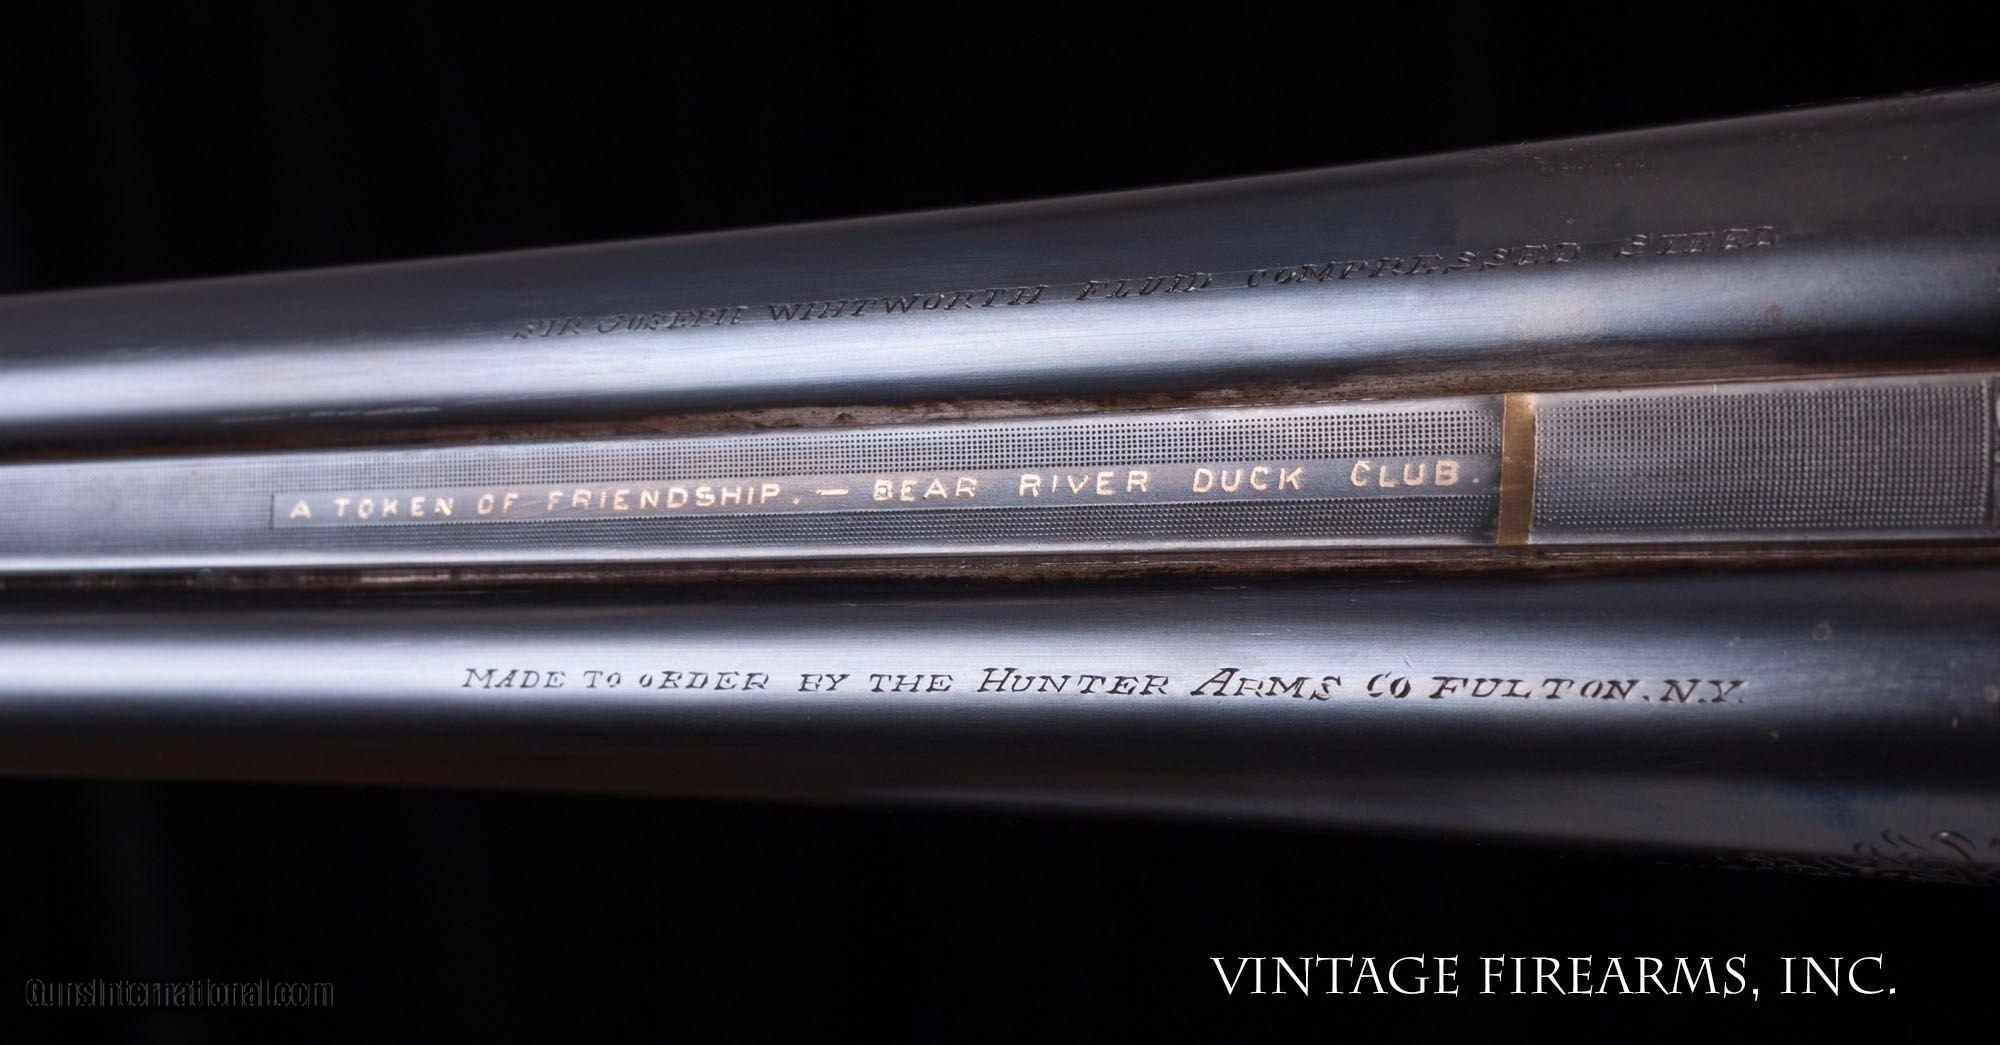 SIR JOSEPH WIHTWORTH FLUID COMPRESSED STEEL
A TOKEN OF FRIENDSHIP. — BEAR RIVER DUCK CLUB.
MADE TO ORDER BY THE HUNTER ARMS CO FULTON, N.Y.
VINTAGE FIREARMS, INC.
GunsInternational.com